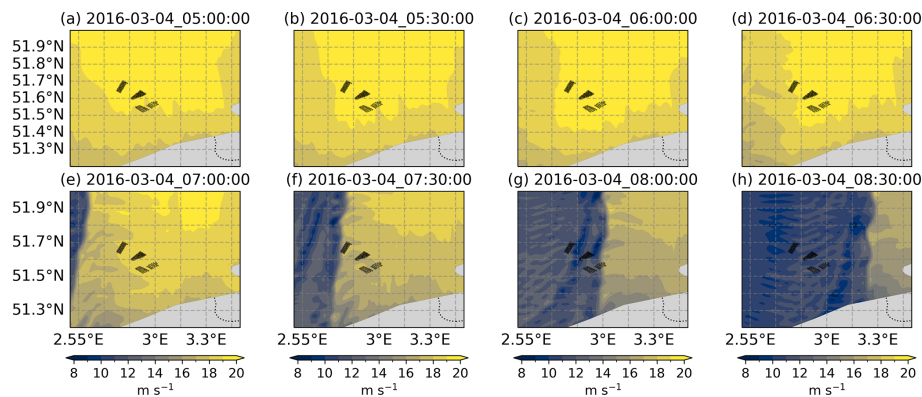 (a) 2016-03-04_05:00:00 (b) 2016-03-04_05:30:00 (c) 2016-03-04_06:00:00 (d) 2016-03-04_06:30:00
51.9°N
51.8°N
51.7°N
51.6°N
51.5°N
51.4°N
51.3°N
(e) 2016-03-04_07:00:00 (f) 2016-03-04_07:30:00 (g) 2016-03-04_08:00:00 (h) 2016-03-04_08:30:00
51.9°N
51.7°N
51.5°N
51.3°N
2.55°E 3°E 3.3°E 2.55°E 3°E 3.3°E 2.55°E 3°E 3.3°E 2.55°E 3°E 3.3°E
8 10 12 14 16 18 20 8 10 12 14 16 18 20 8 10 12 14 16 18 20 8 10 12 14 16 18 20
m s⁻¹ m s⁻¹ m s⁻¹ m s⁻¹